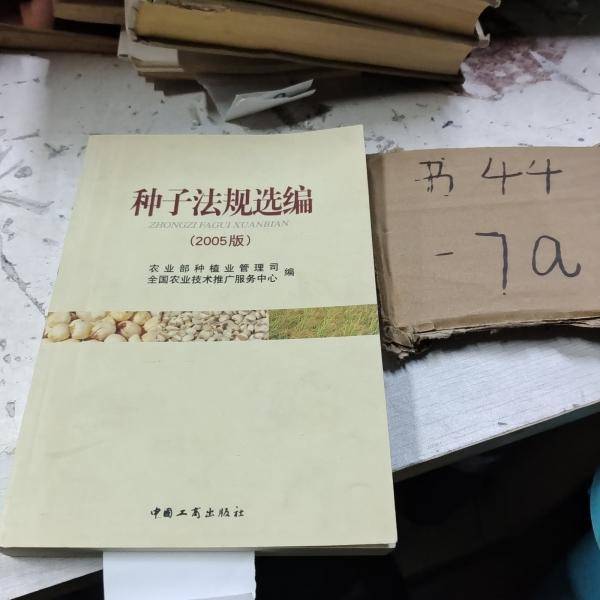 种子法规选编
ZHONGZI FAGUI XUANBIAN
(2005版)
农业部种植业管理司
全国农业技术推广服务中心
编
中国工商出版社
书 44
-7a